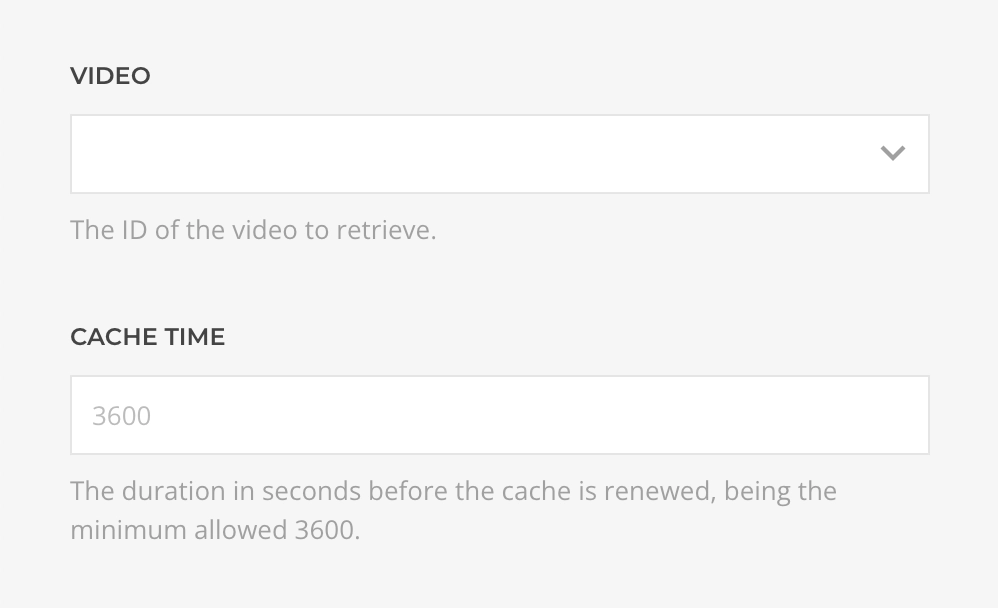 VIDEO
The ID of the video to retrieve.
CACHE TIME
3600
The duration in seconds before the cache is renewed, being the
minimum allowed 3600.